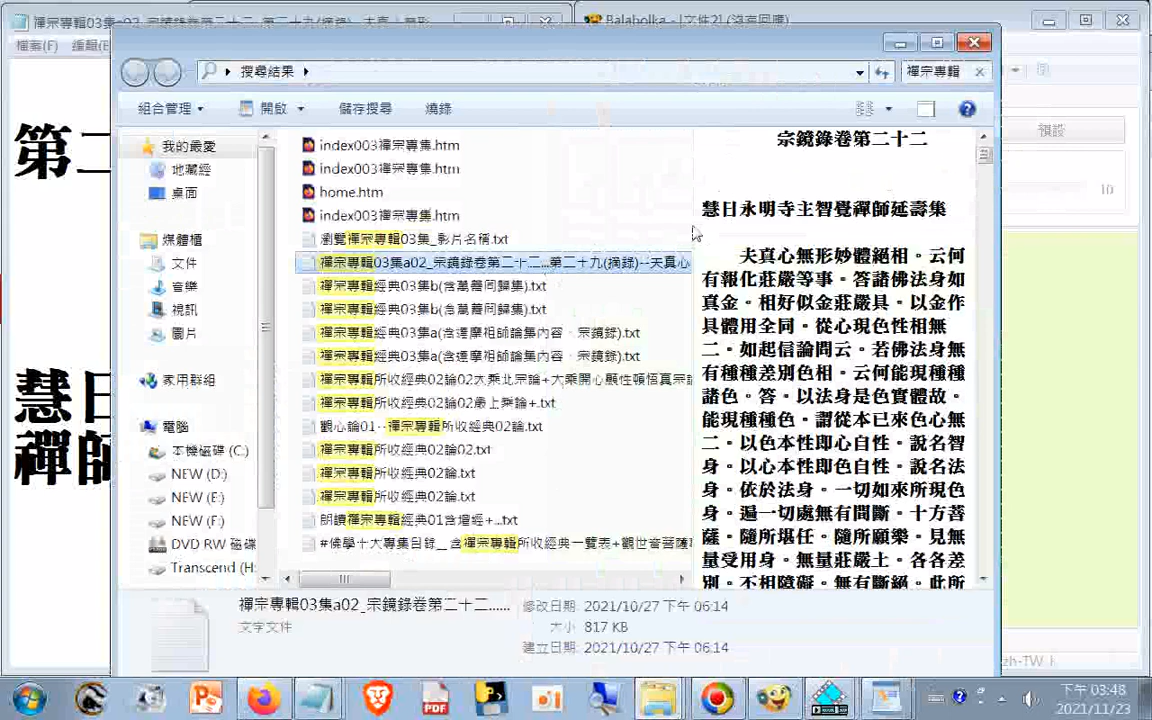 禪宗專輯03集a02_宗鏡錄卷第二十二...第二十九(摘錄)--夫真
Balabolka - [文件2] (沒有回應)
檔案(F) 編輯(E)
搜尋結果
禪宗專輯
組合管理 開啟 儲存搜尋 燒錄
預設
10
第二
慧日
禪師
我的最愛
地藏經
桌面
媒體櫃
文件
音樂
視訊
圖片
家用群組
電腦
本機磁碟 (C:)
NEW (D:)
NEW (E:)
NEW (F:)
DVD RW 磁碟
Transcend (H:
index003禪宗專集.htm
index003禪宗專集.htm
home.htm
index003禪宗專集.htm
瀏覽禪宗專輯03集_影片名稱.txt
禪宗專輯03集a02_宗鏡錄卷第二十二...第二十九(摘錄)--夫真心
禪宗專輯經典03集b(含萬善同歸集).txt
禪宗專輯經典03集b(含萬善同歸集).txt
禪宗專輯經典03集a(含達摩祖師論集內容、宗鏡錄).txt
禪宗專輯經典03集a(含達摩祖師論集內容、宗鏡錄).txt
禪宗專輯所收經典02論02大乘北宗論+大乘開心顯性頓悟真宗論
禪宗專輯所收經典02論02最上乘論+.txt
觀心論01--禪宗專輯所收經典02論.txt
禪宗專輯所收經典02論02.txt
禪宗專輯所收經典02論.txt
禪宗專輯所收經典02論.txt
朗讀禪宗專輯經典01含壇經+...txt
#佛學十大專集目錄__含禪宗專輯所收經典一覽表+觀世音菩薩
宗鏡錄卷第二十二
慧日永明寺主智覺禪師延壽集
夫真心無形妙體絕相。云何
有報化莊嚴等事。答諸佛法身如
真金。相好似金莊嚴具。以金作
具體用全同。從心現色性相無
二。如起信論問云。若佛法身無
有種種差別色相。云何能現種種
諸色。答。以法身是色實體故。
能現種種色。謂從本已來色心無
二。以色本性即心自性。說名智
身。以心本性即色自性。說名法
身。依於法身。一切如來所現色
身。遍一切處無有間斷。十方菩
薩。隨所堪任。隨所願樂。見無
量受用身。無量莊嚴土。各各差
別。不相障礙。無有斷絕。此所
禪宗專輯03集a02_宗鏡錄卷第二十二......
文字文件
修改日期: 2021/10/27 下午 06:14
大小: 817 KB
建立日期: 2021/10/27 下午 06:14
zh-TW
下午 03:48
2021/11/23